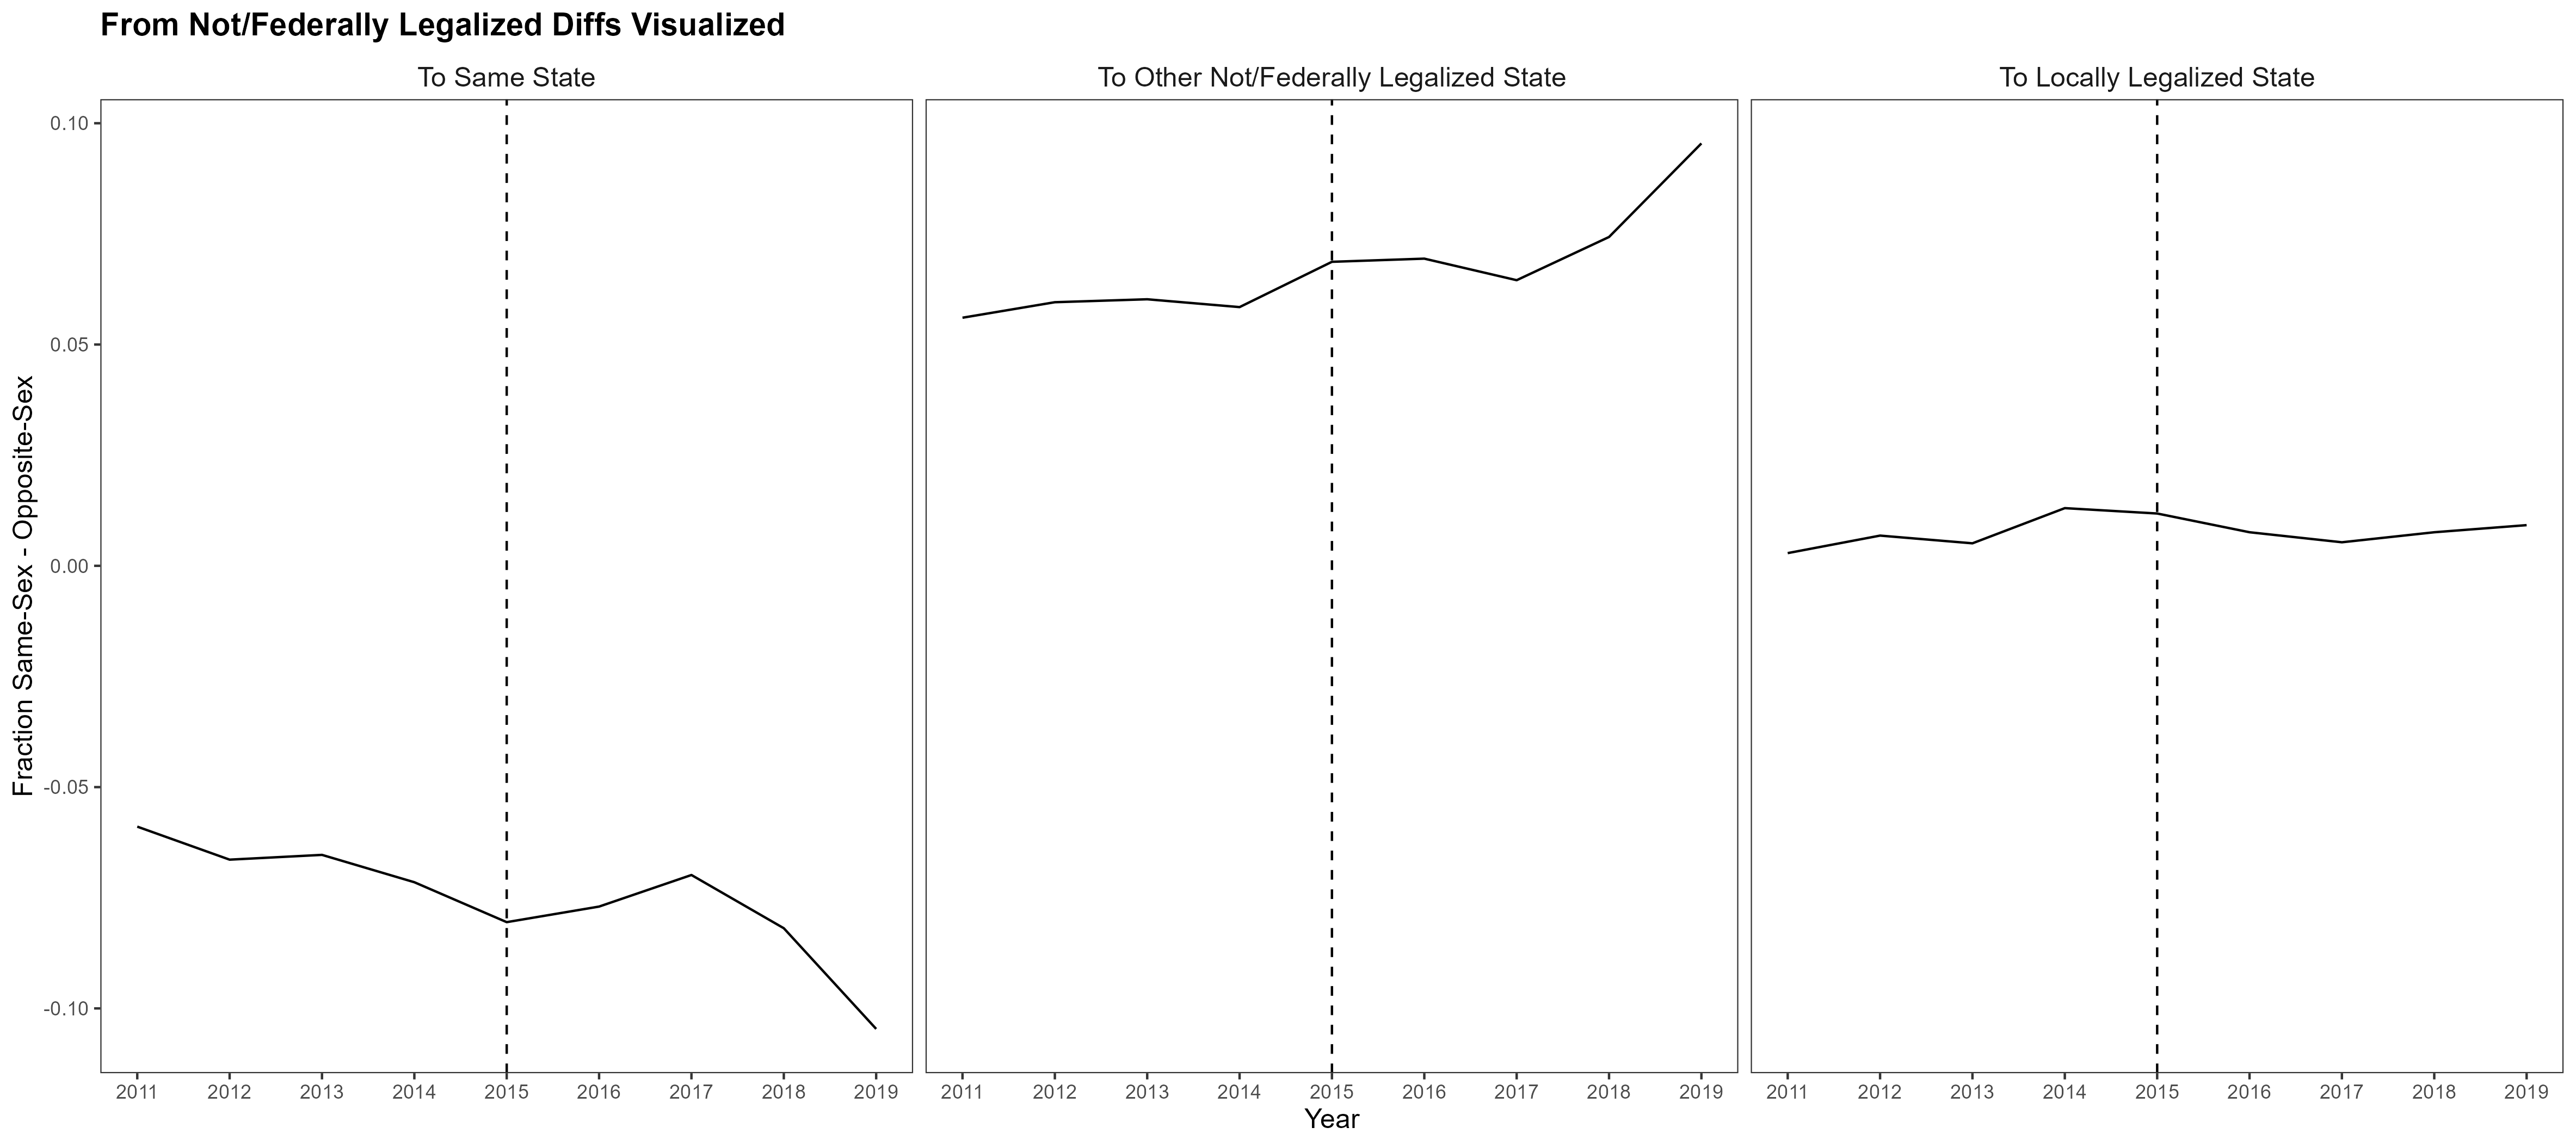 From Not/Federally Legalized Diffs Visualized
To Same State
To Other Not/Federally Legalized State
To Locally Legalized State
Fraction Same-Sex - Opposite-Sex
0.10
0.05
0.00
-0.05
-0.10
2011 2012 2013 2014 2015 2016 2017 2018 2019
2011 2012 2013 2014 2015 2016 2017 2018 2019
2011 2012 2013 2014 2015 2016 2017 2018 2019
Year